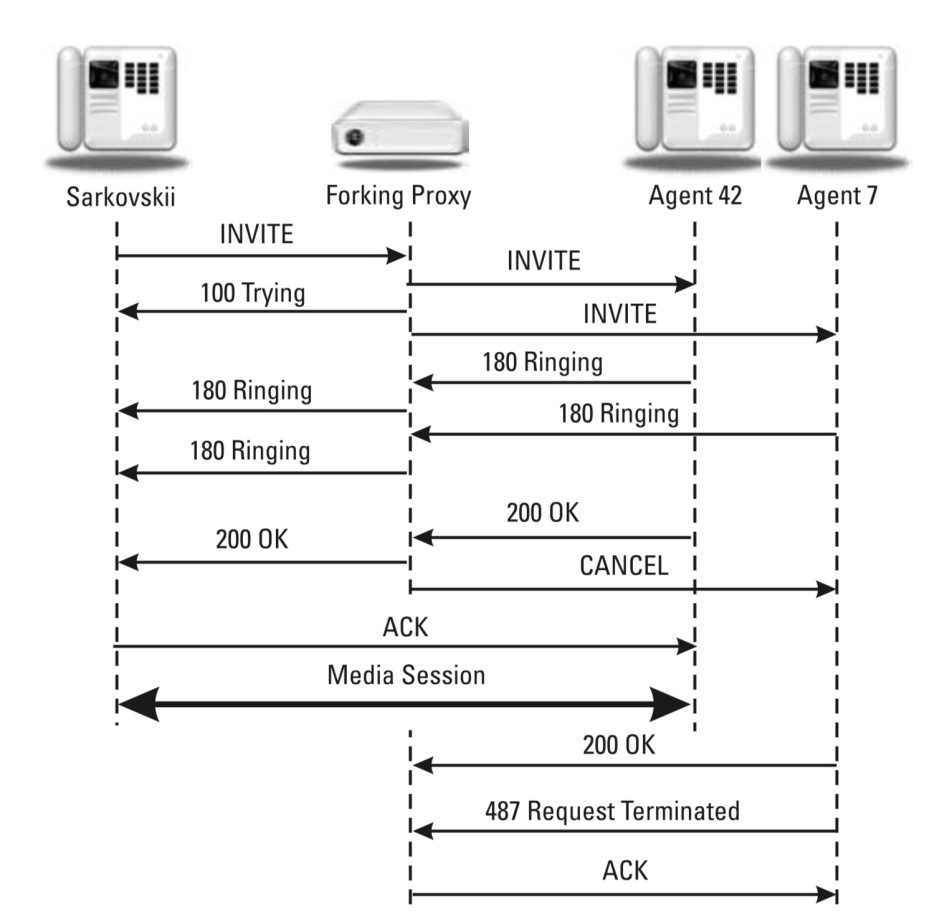 Sarkovskii
Forking Proxy
Agent 42
Agent 7
INVITE
INVITE
100 Trying
INVITE
180 Ringing
180 Ringing
180 Ringing
180 Ringing
200 OK
200 OK
CANCEL
ACK
Media Session
200 OK
487 Request Terminated
ACK